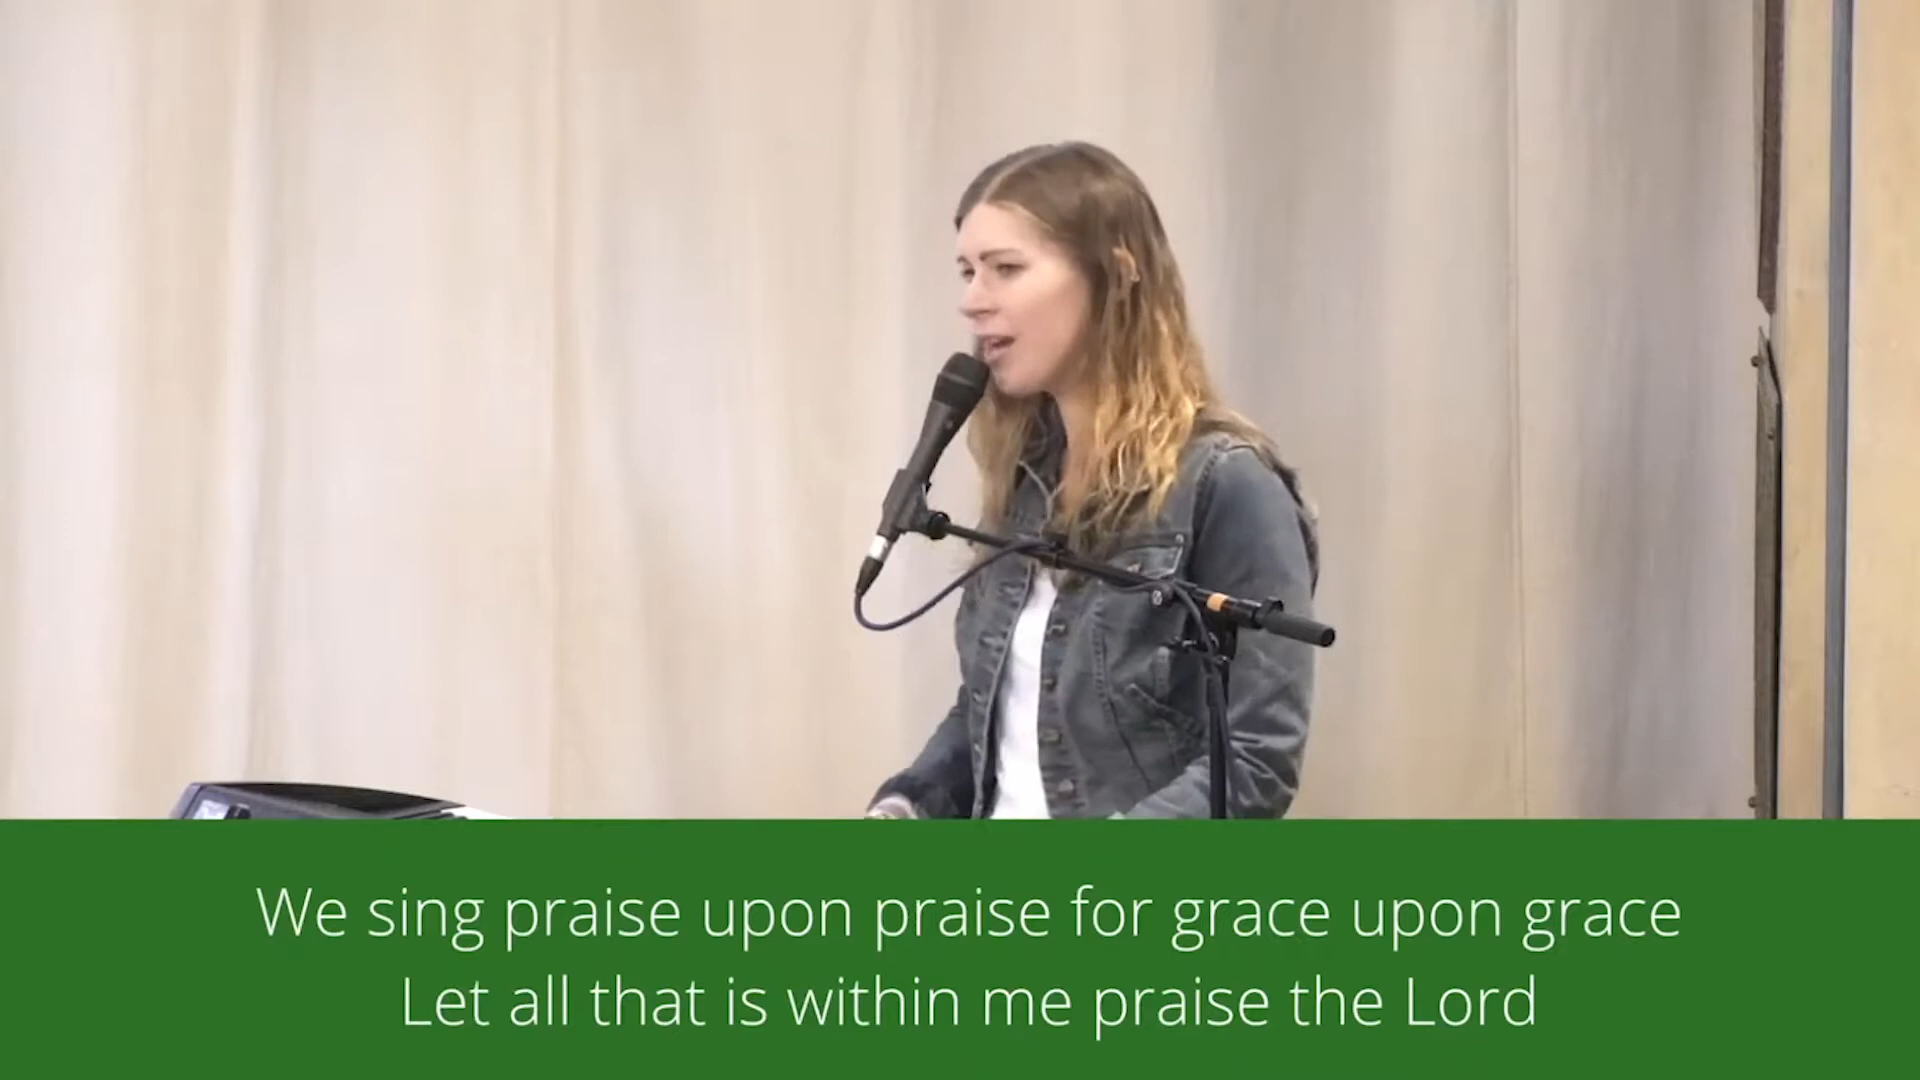 We sing praise upon praise for grace upon grace
Let all that is within me praise the Lord